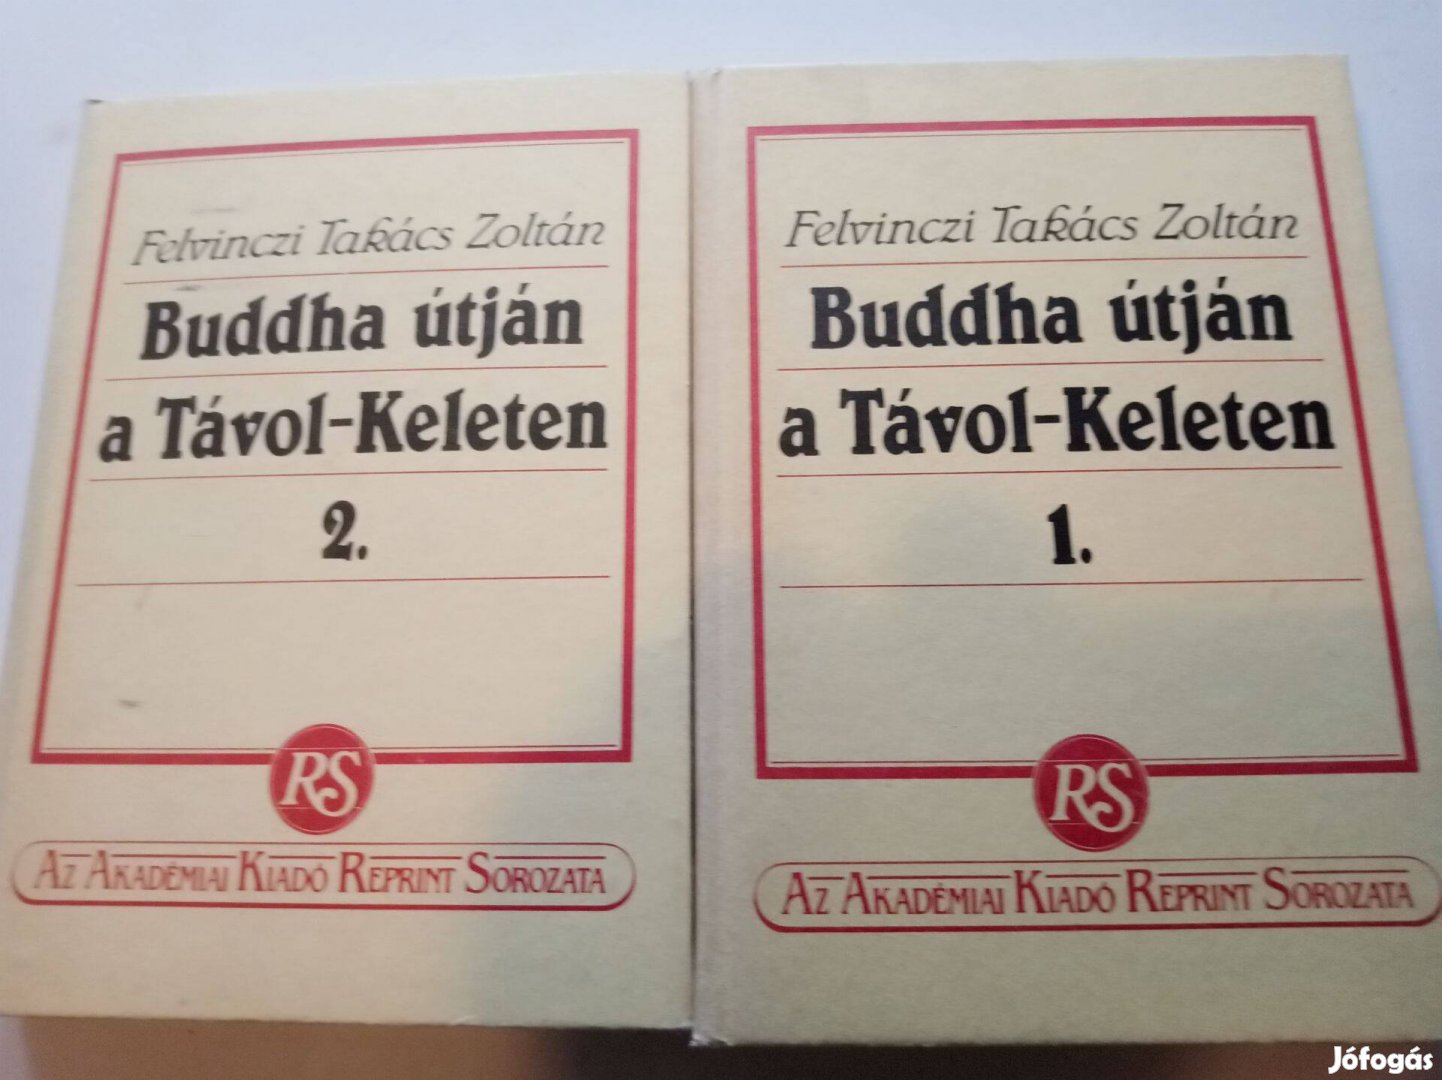 Felvinczi Takács Zoltán
Buddha útján
a Távol-Keleten
2.
RS
AZ AKADÉMIAI KIADÓ REPRINT SOROZATA
Felvinczi Takács Zoltán
Buddha útján
a Távol-Keleten
1.
RS
AZ AKADÉMIAI KIADÓ REPRINT SOROZATA
Jófogás